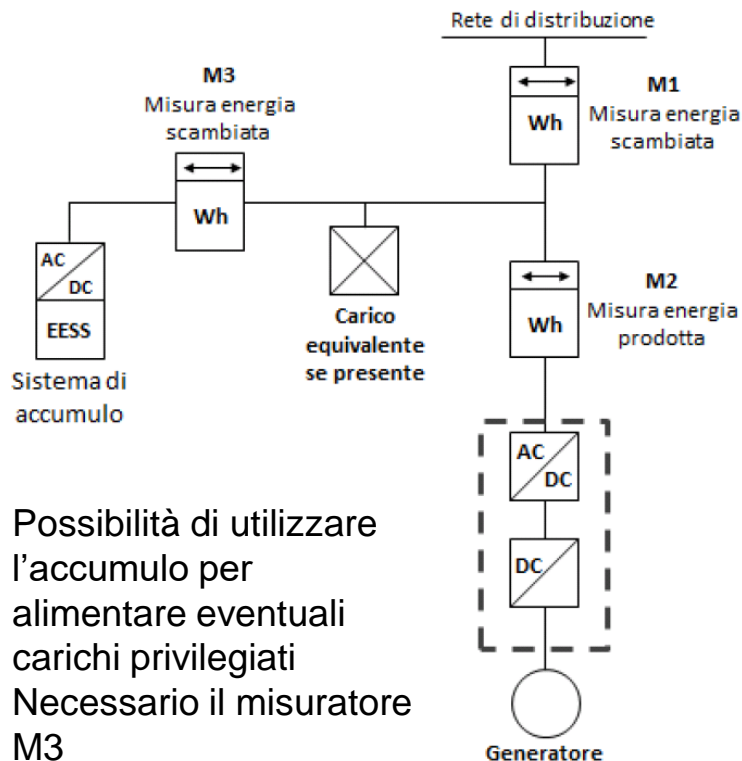 Rete di distribuzione
M3
Misura energia
scambiata
Wh
M1
Misura energia
scambiata
Wh
AC
DC
EESS
Sistema di
accumulo
Carico
equivalente
se presente
Wh
M2
Misura energia
prodotta
AC
DC
DC
Generatore
Possibilità di utilizzare
l’accumulo per
alimentare eventuali
carichi privilegiati
Necessario il misuratore
M3